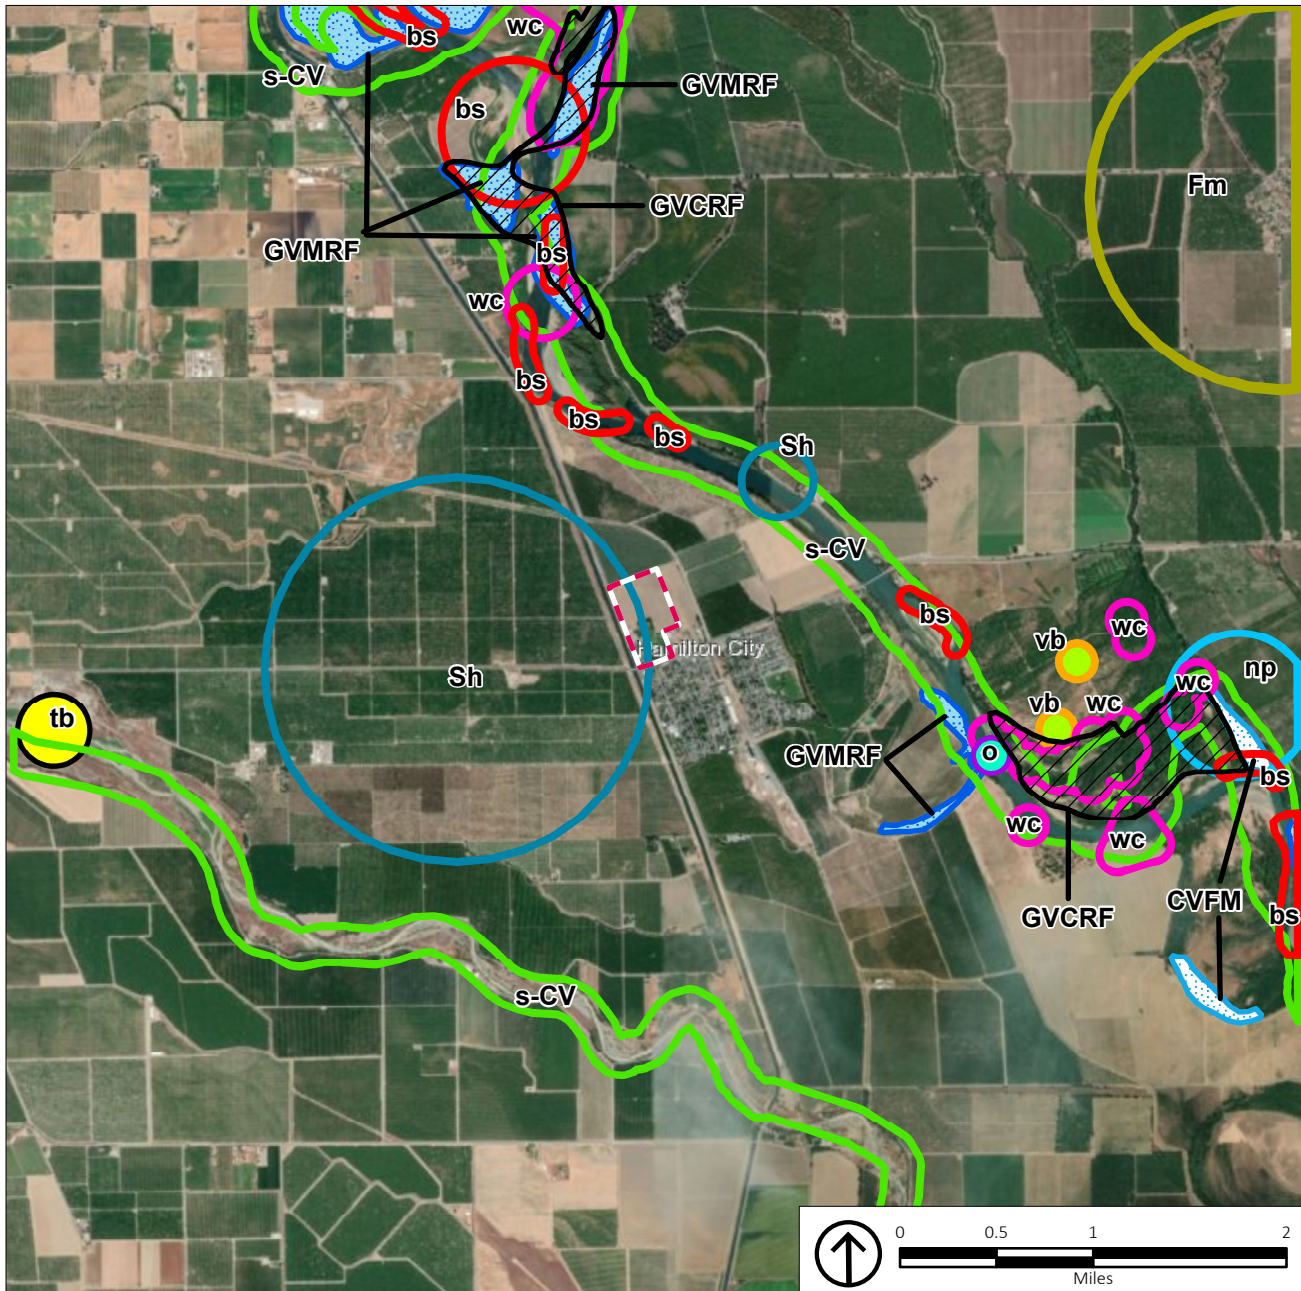 wc
bs
s-CV
GVMRF
bs
Fm
GVCRF
GVMRF
bs
wc
bs
bs
bs
Sh
s-CV
bs
wc
vb
Hamilton City
np
Sh
wc
vb
wc
tb
o
GVMRF
bs
wc
wc
CVFM
GVCRF
bs
s-CV
0 0.5 1 2
Miles